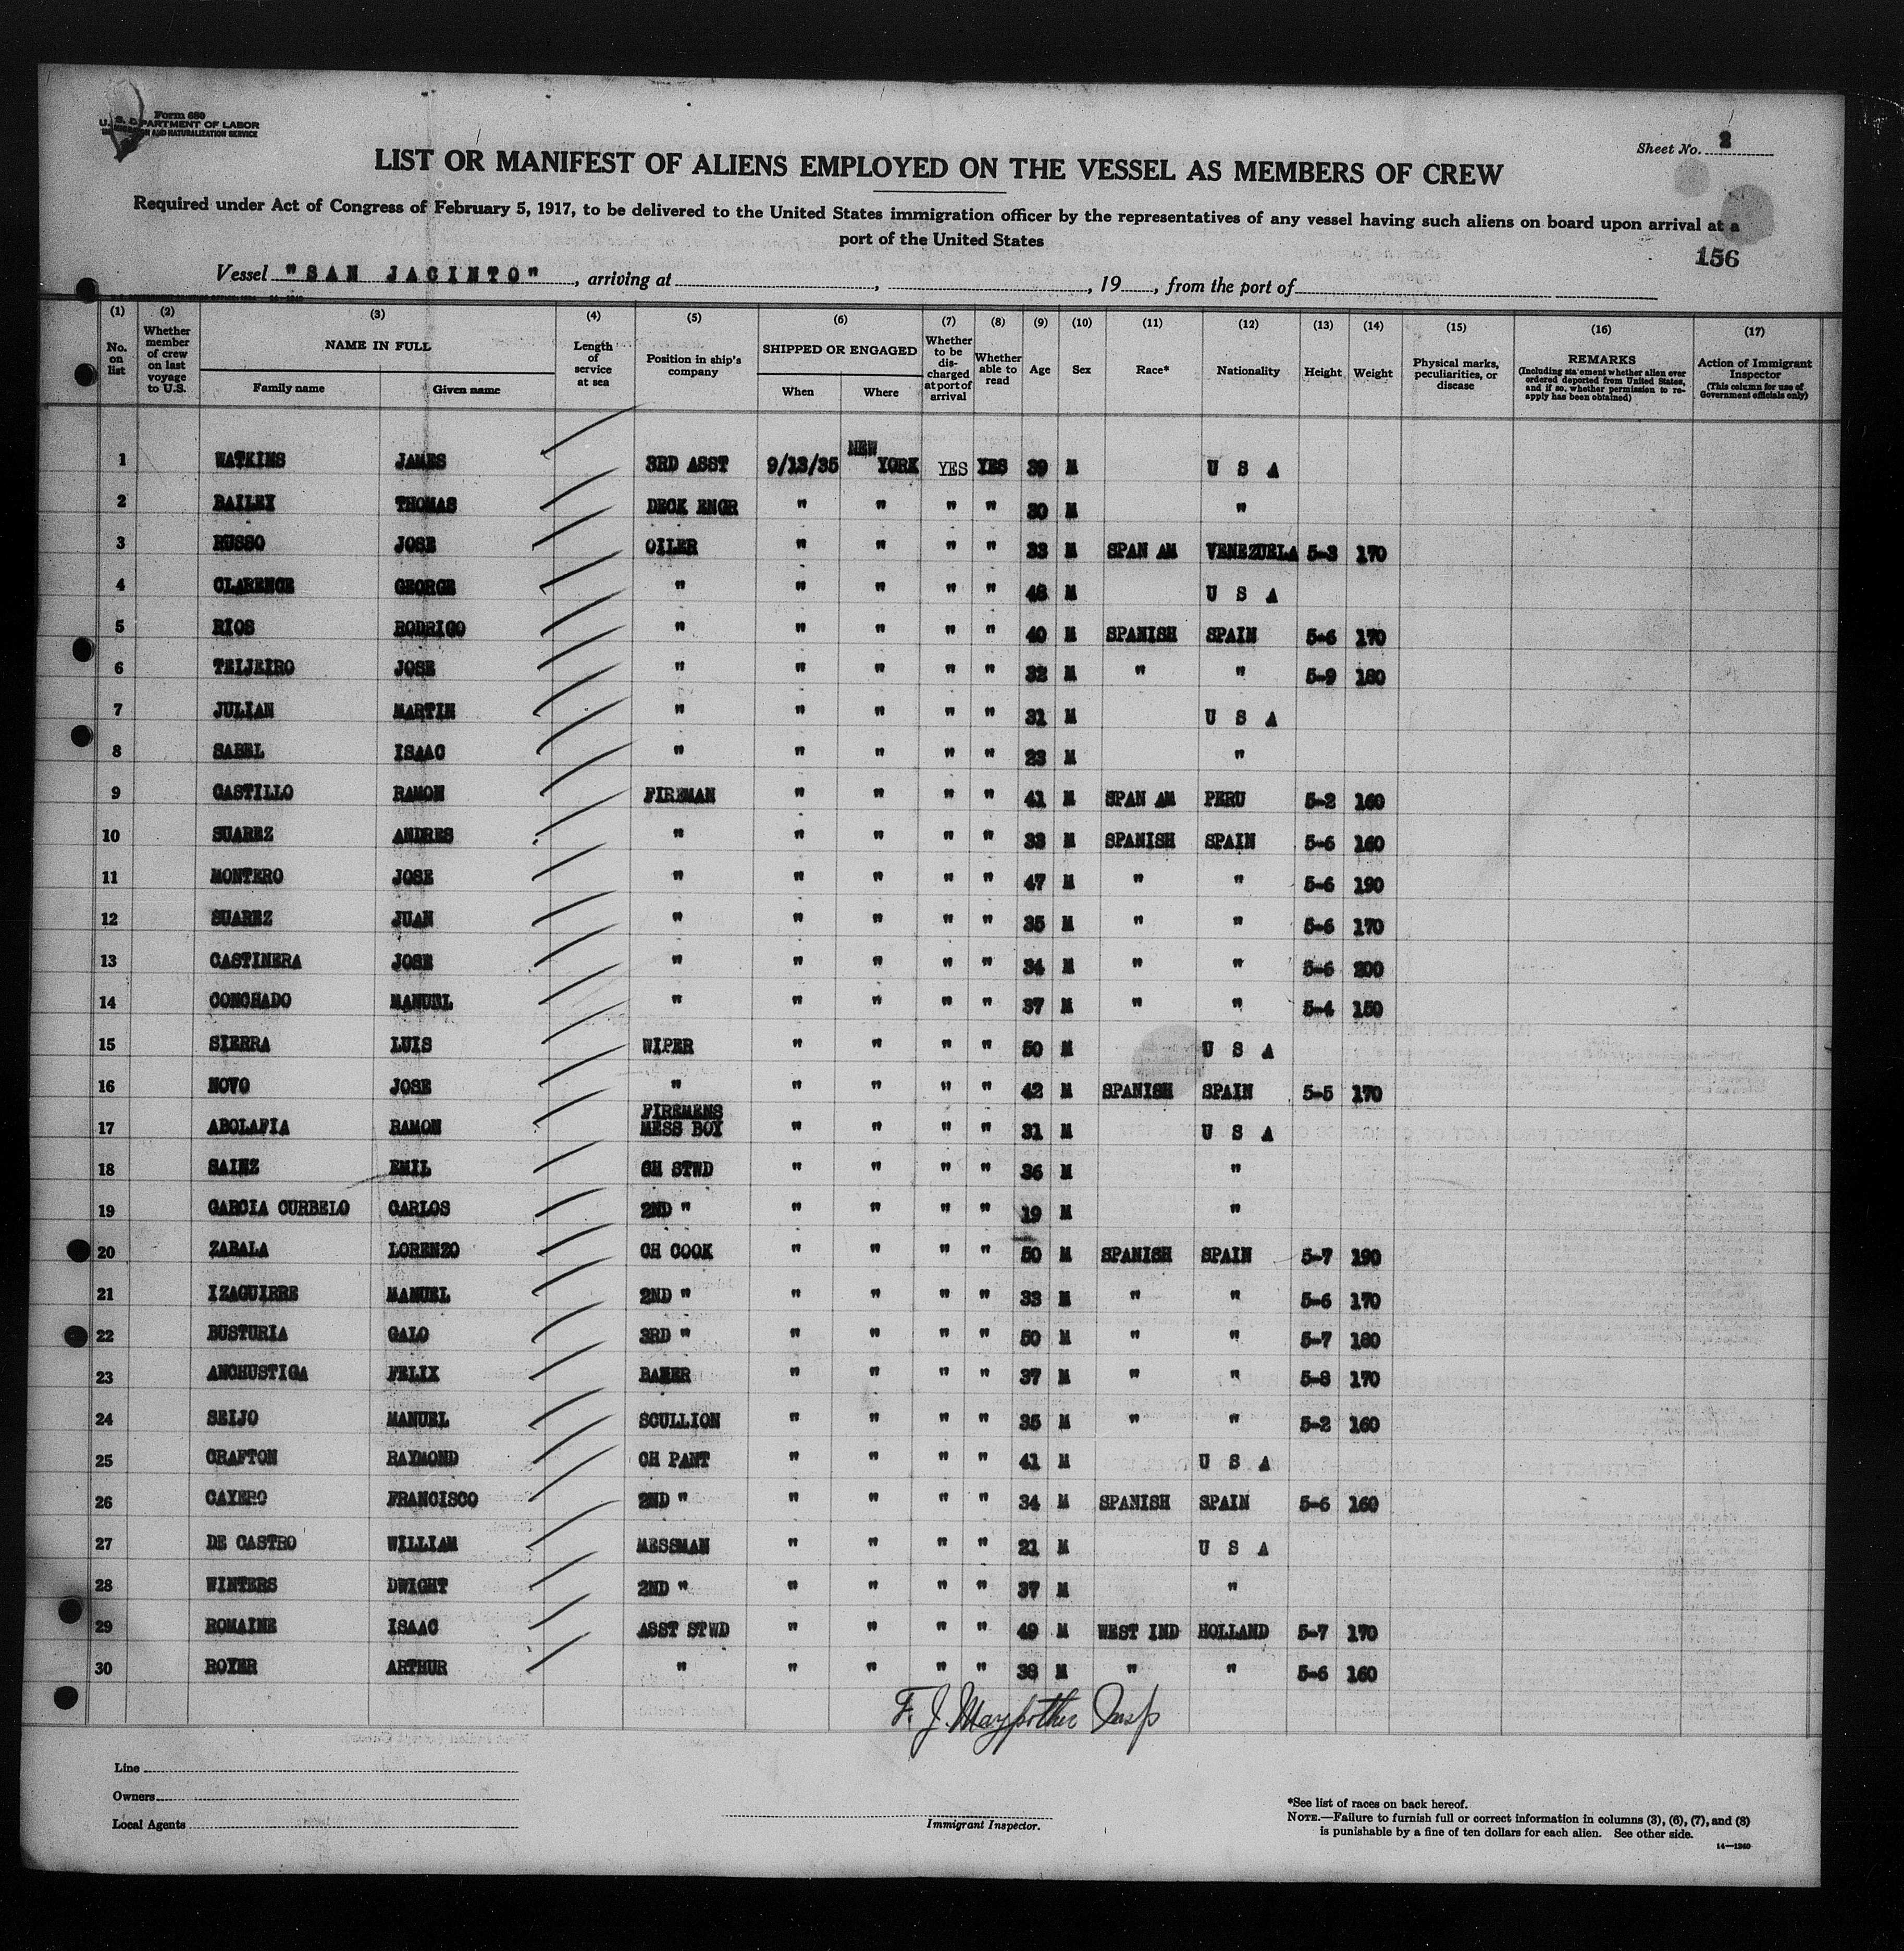 Form 680
U. S. DEPARTMENT OF LABOR
IMMIGRATION AND NATURALIZATION SERVICE
Sheet No. 2
LIST OR MANIFEST OF ALIENS EMPLOYED ON THE VESSEL AS MEMBERS OF CREW
Required under Act of Congress of February 5, 1917, to be delivered to the United States immigration officer by the representatives of any vessel having such aliens on board upon arrival at a
port of the United States
156
Vessel "SAN JACINTO", arriving at , , 19 , from the port of
(1) No. on list (2) Whether member of crew on last voyage to U.S. (3) NAME IN FULL Family name Given name (4) Length of service at sea (5) Position in ship's company (6) SHIPPED OR ENGAGED When Where (7) Whether to be discharged at port of arrival (8) Whether able to read (9) Age (10) Sex (11) Race* (12) Nationality (13) Height (14) Weight (15) Physical marks, peculiarities, or disease (16) REMARKS (Including statement whether alien ever ordered deported from United States, and if so, whether permission to reapply has been obtained) (17) Action of Immigrant Inspector (This column for use of Government officials only)
1 WATKINS JAMES 3RD ASST 9/13/35 NEW YORK YES YES 39 M U S A
2 BAILEY THOMAS DECK ENGR " " " " 30 M "
3 RUSSO JOSE OILER " " " " 33 M SPAN AM VENEZUELA 5-3 170
4 CLARENCE GEORGE " " " " " 48 M U S A
5 RIOS RODRIGO " " " " " 40 M SPANISH SPAIN 5-6 170
6 TEIJEIRO JOSE " " " " " 32 M " " 5-9 180
7 JULIAN MARTIN " " " " " 31 M U S A
8 SABEL ISAAC " " " " " 23 M "
9 CASTILLO RAMON FIREMAN " " " " 41 M SPAN AM PERU 5-2 160
10 SUAREZ ANDRES " " " " " 33 M SPANISH SPAIN 5-6 160
11 MONTERO JOSE " " " " " 47 M " " 5-6 190
12 SUAREZ JUAN " " " " " 35 M " " 5-6 170
13 CASTINERA JOSE " " " " " 34 M " " 5-6 200
14 CONCHADO MANUEL " " " " " 37 M " " 5-4 150
15 SIERRA LUIS WIPER " " " " 50 M U S A
16 NOVO JOSE " " " " " 42 M SPANISH SPAIN 5-5 170
17 ABOLAFIA RAMON FIREMENS MESS BOY " " " " 31 M U S A
18 SAINZ EMIL CH STWD " " " " 36 M "
19 GARCIA CURBELO CARLOS 2ND " " " " " 19 M "
20 ZABALA LORENZO CH COOK " " " " 50 M SPANISH SPAIN 5-7 190
21 IZAGUIRRE MANUEL 2ND " " " " " 33 M " " 5-6 170
22 BUSTURIA GALO 3RD " " " " " 50 M " " 5-7 180
23 ANCHUSTIGA FELIX BAKER " " " " 37 M " " 5-8 170
24 SEIJO MANUEL SCULLION " " " " 35 M " " 5-2 160
25 GRAFTON RAYMOND CH PANT " " " " 41 M U S A
26 CAYERO FRANCISCO 2ND " " " " " 34 M SPANISH SPAIN 5-6 160
27 DE CASTRO WILLIAM MESSMAN " " " " 21 M U S A
28 WINTERS DWIGHT 2ND " " " " " 37 M "
29 ROMAINE ISAAC ASST STWD " " " " 49 M WEST IND HOLLAND 5-7 170
30 ROYER ARTHUR " " " " " 38 M " " 5-6 160
F. J. Maypother Insp
Line
Owners
Local Agents
Immigrant Inspector.
*See list of races on back hereof.
NOTE.—Failure to furnish full or correct information in columns (3), (6), (7), and (8)
is punishable by a fine of ten dollars for each alien. See other side.
14—1240